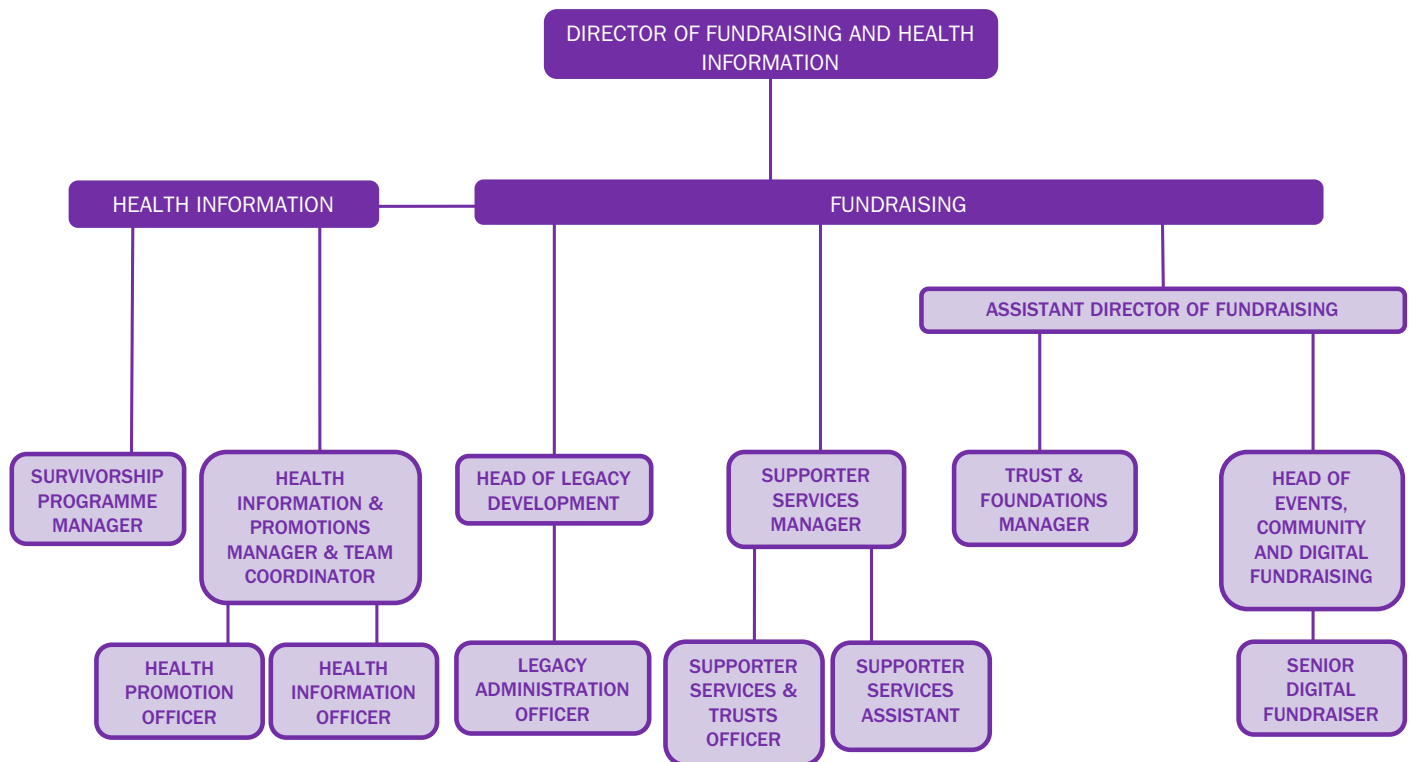 DIRECTOR OF FUNDRAISING AND HEALTH
INFORMATION
HEALTH INFORMATION
FUNDRAISING
ASSISTANT DIRECTOR OF FUNDRAISING
SURVIVORSHIP
PROGRAMME
MANAGER
HEALTH
INFORMATION &
PROMOTIONS
MANAGER & TEAM
COORDINATOR
HEAD OF LEGACY
DEVELOPMENT
SUPPORTER
SERVICES
MANAGER
TRUST &
FOUNDATIONS
MANAGER
HEAD OF
EVENTS,
COMMUNITY
AND DIGITAL
FUNDRAISING
HEALTH
PROMOTION
OFFICER
HEALTH
INFORMATION
OFFICER
LEGACY
ADMINISTRATION
OFFICER
SUPPORTER
SERVICES &
TRUSTS
OFFICER
SUPPORTER
SERVICES
ASSISTANT
SENIOR
DIGITAL
FUNDRAISER